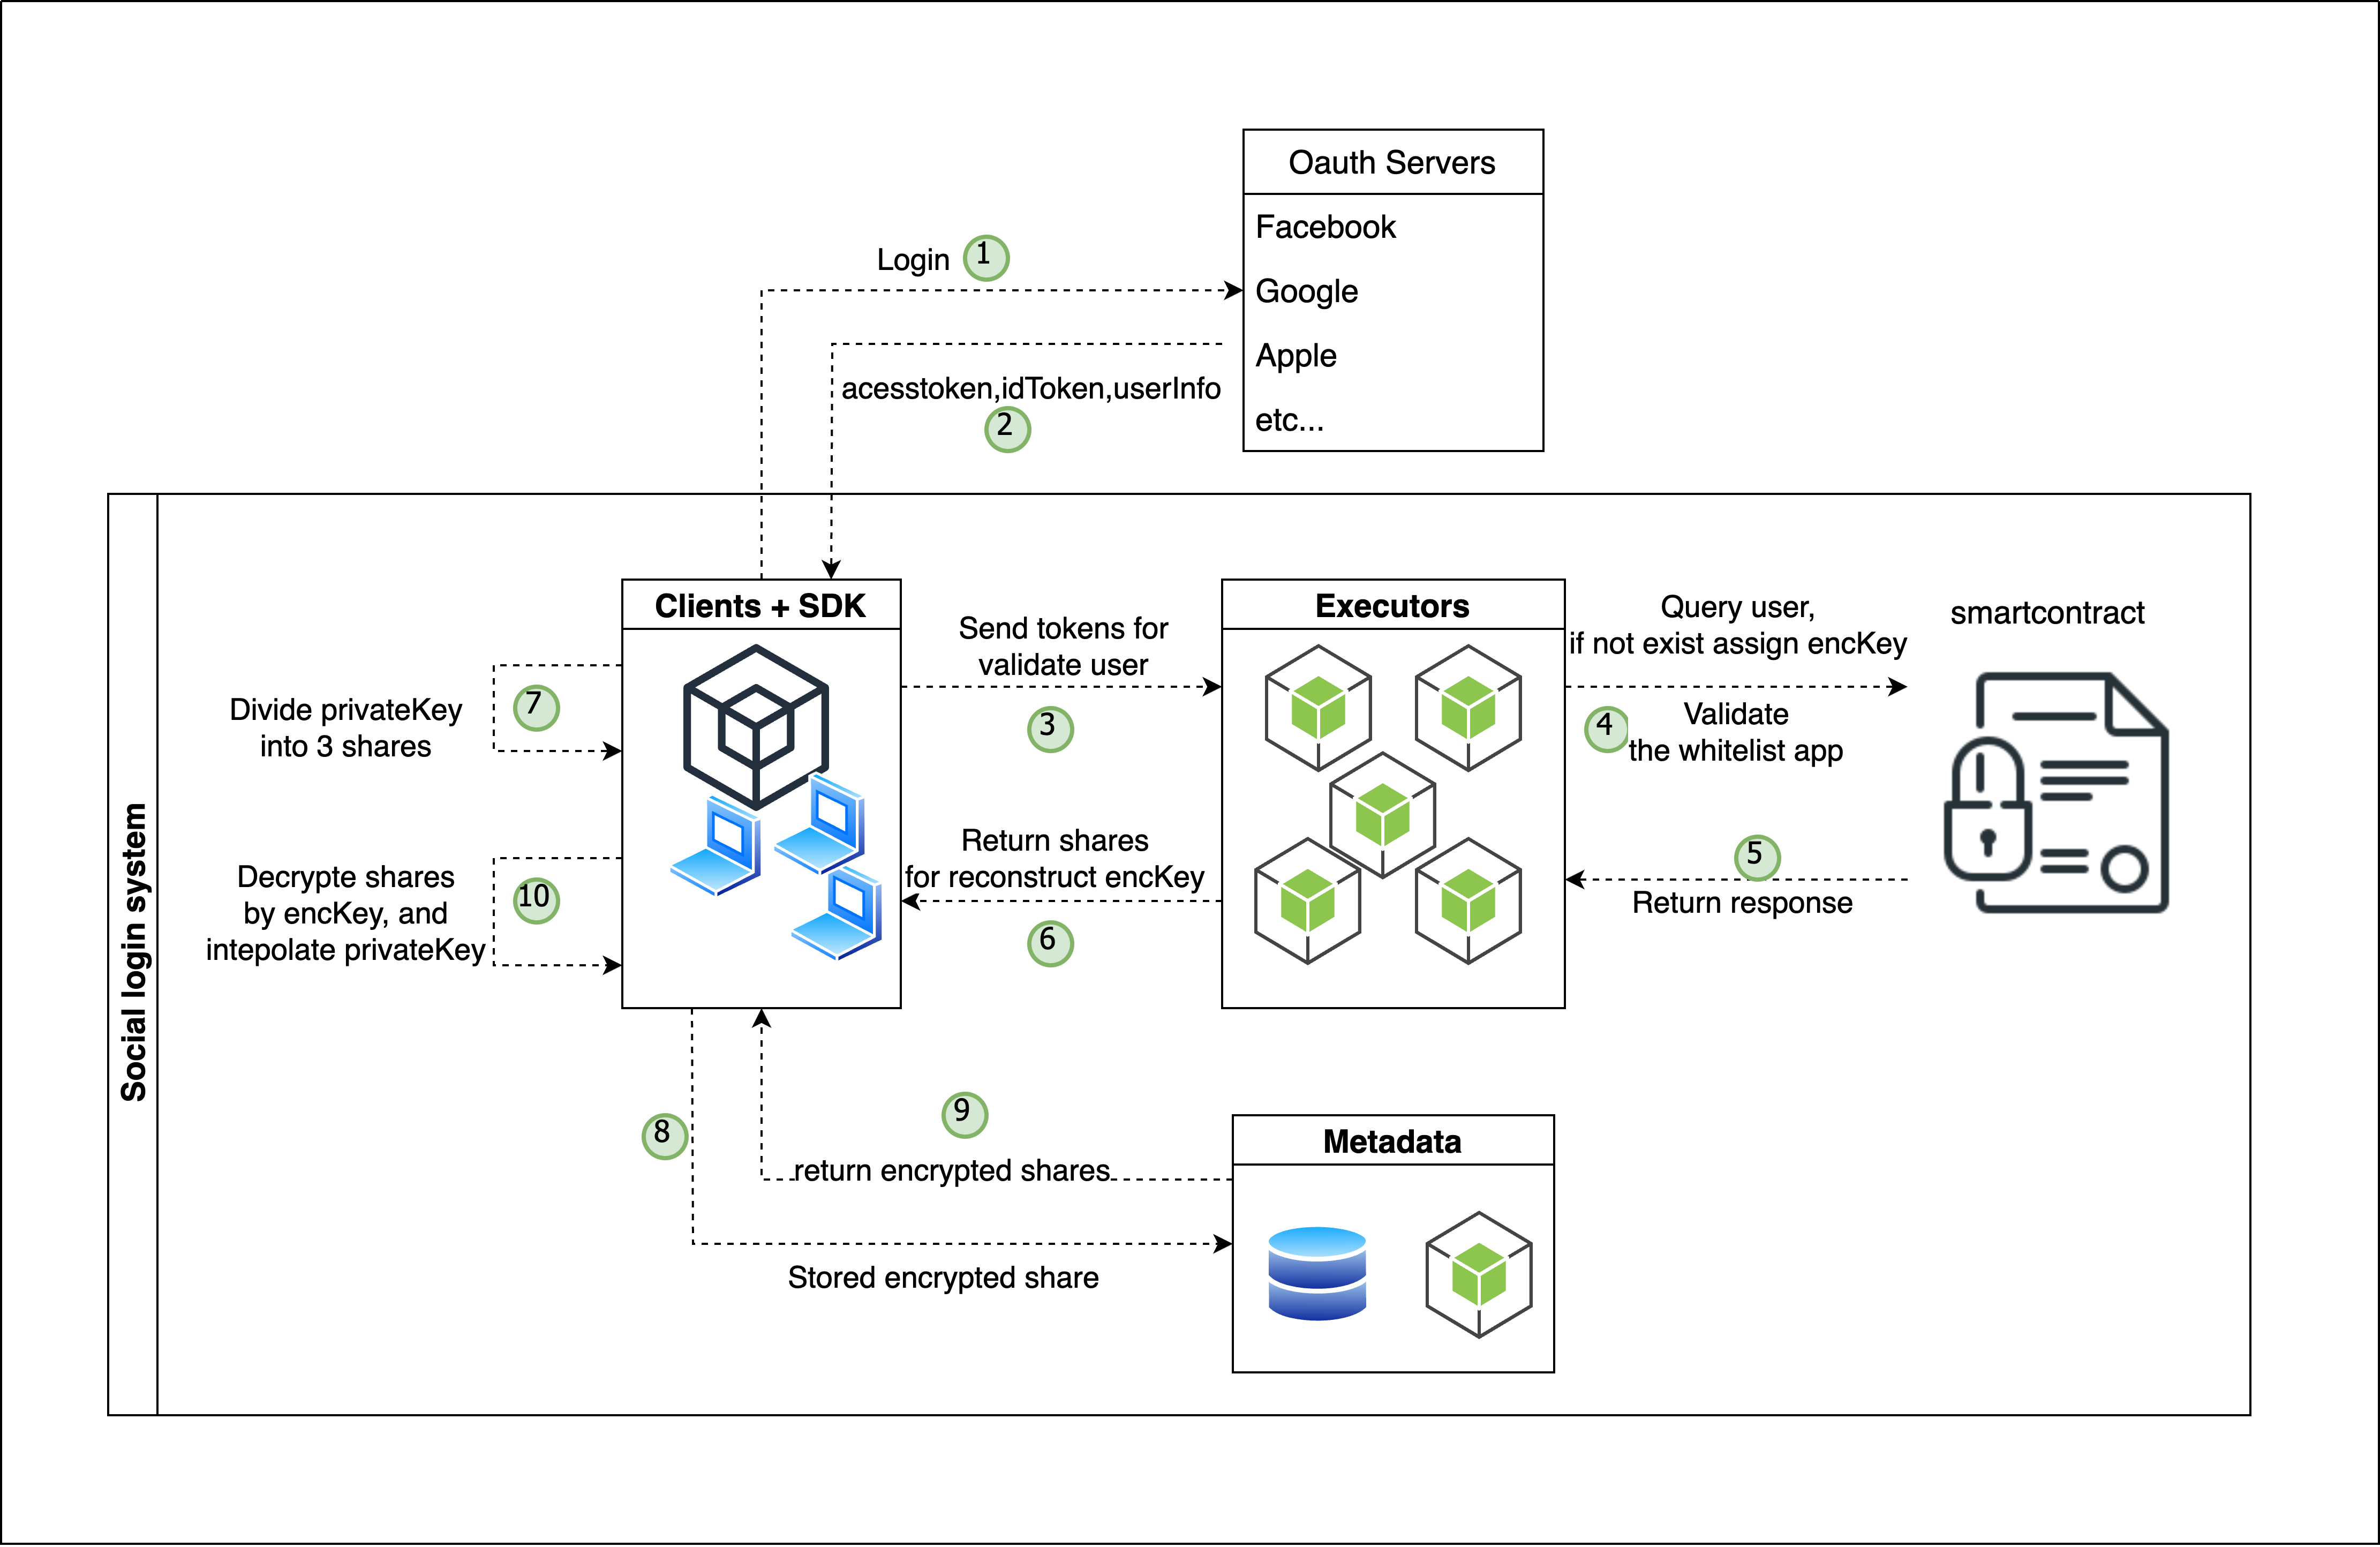 Oauth Servers
Facebook
Google
Apple
etc...
Login
1
acesstoken,idToken,userInfo
2
Social login system
Clients + SDK
Executors
smartcontract
Send tokens for
validate user
3
Query user,
if not exist assign encKey
4
Validate
the whitelist app
5
Return response
Return shares
for reconstruct encKey
6
Divide privateKey
into 3 shares
7
Decrypte shares
by encKey, and
intepolate privateKey
10
8
9
return encrypted shares
Stored encrypted share
Metadata